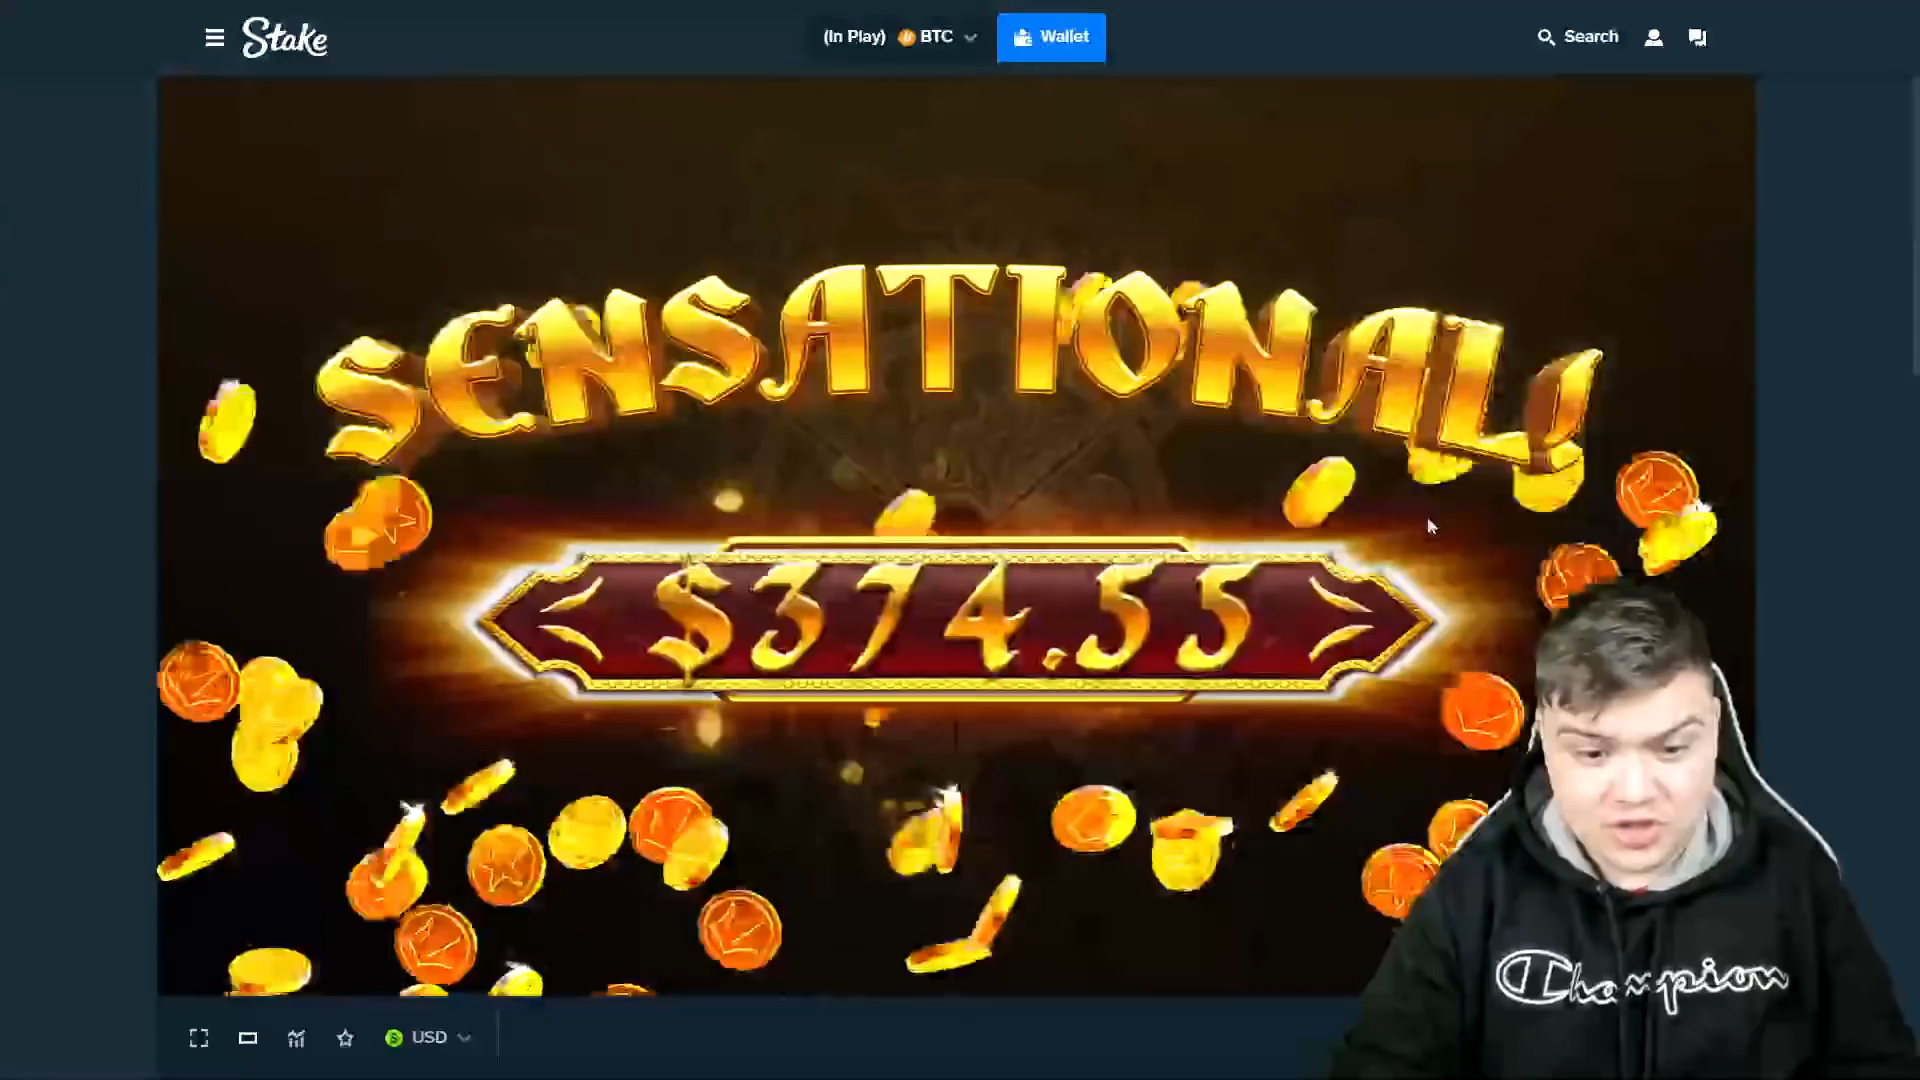 Stake
(In Play) BTC
Wallet
Search
SENSATIONAL!
$374.55
Champion
USD